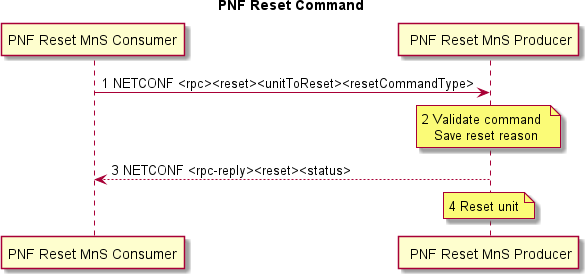 PNF Reset Command
PNF Reset MnS Consumer
PNF Reset MnS Producer
1 NETCONF <rpc><reset><unitToReset><resetCommandType>
2 Validate command
Save reset reason
3 NETCONF <rpc-reply><reset><status>
4 Reset unit
PNF Reset MnS Consumer
PNF Reset MnS Producer